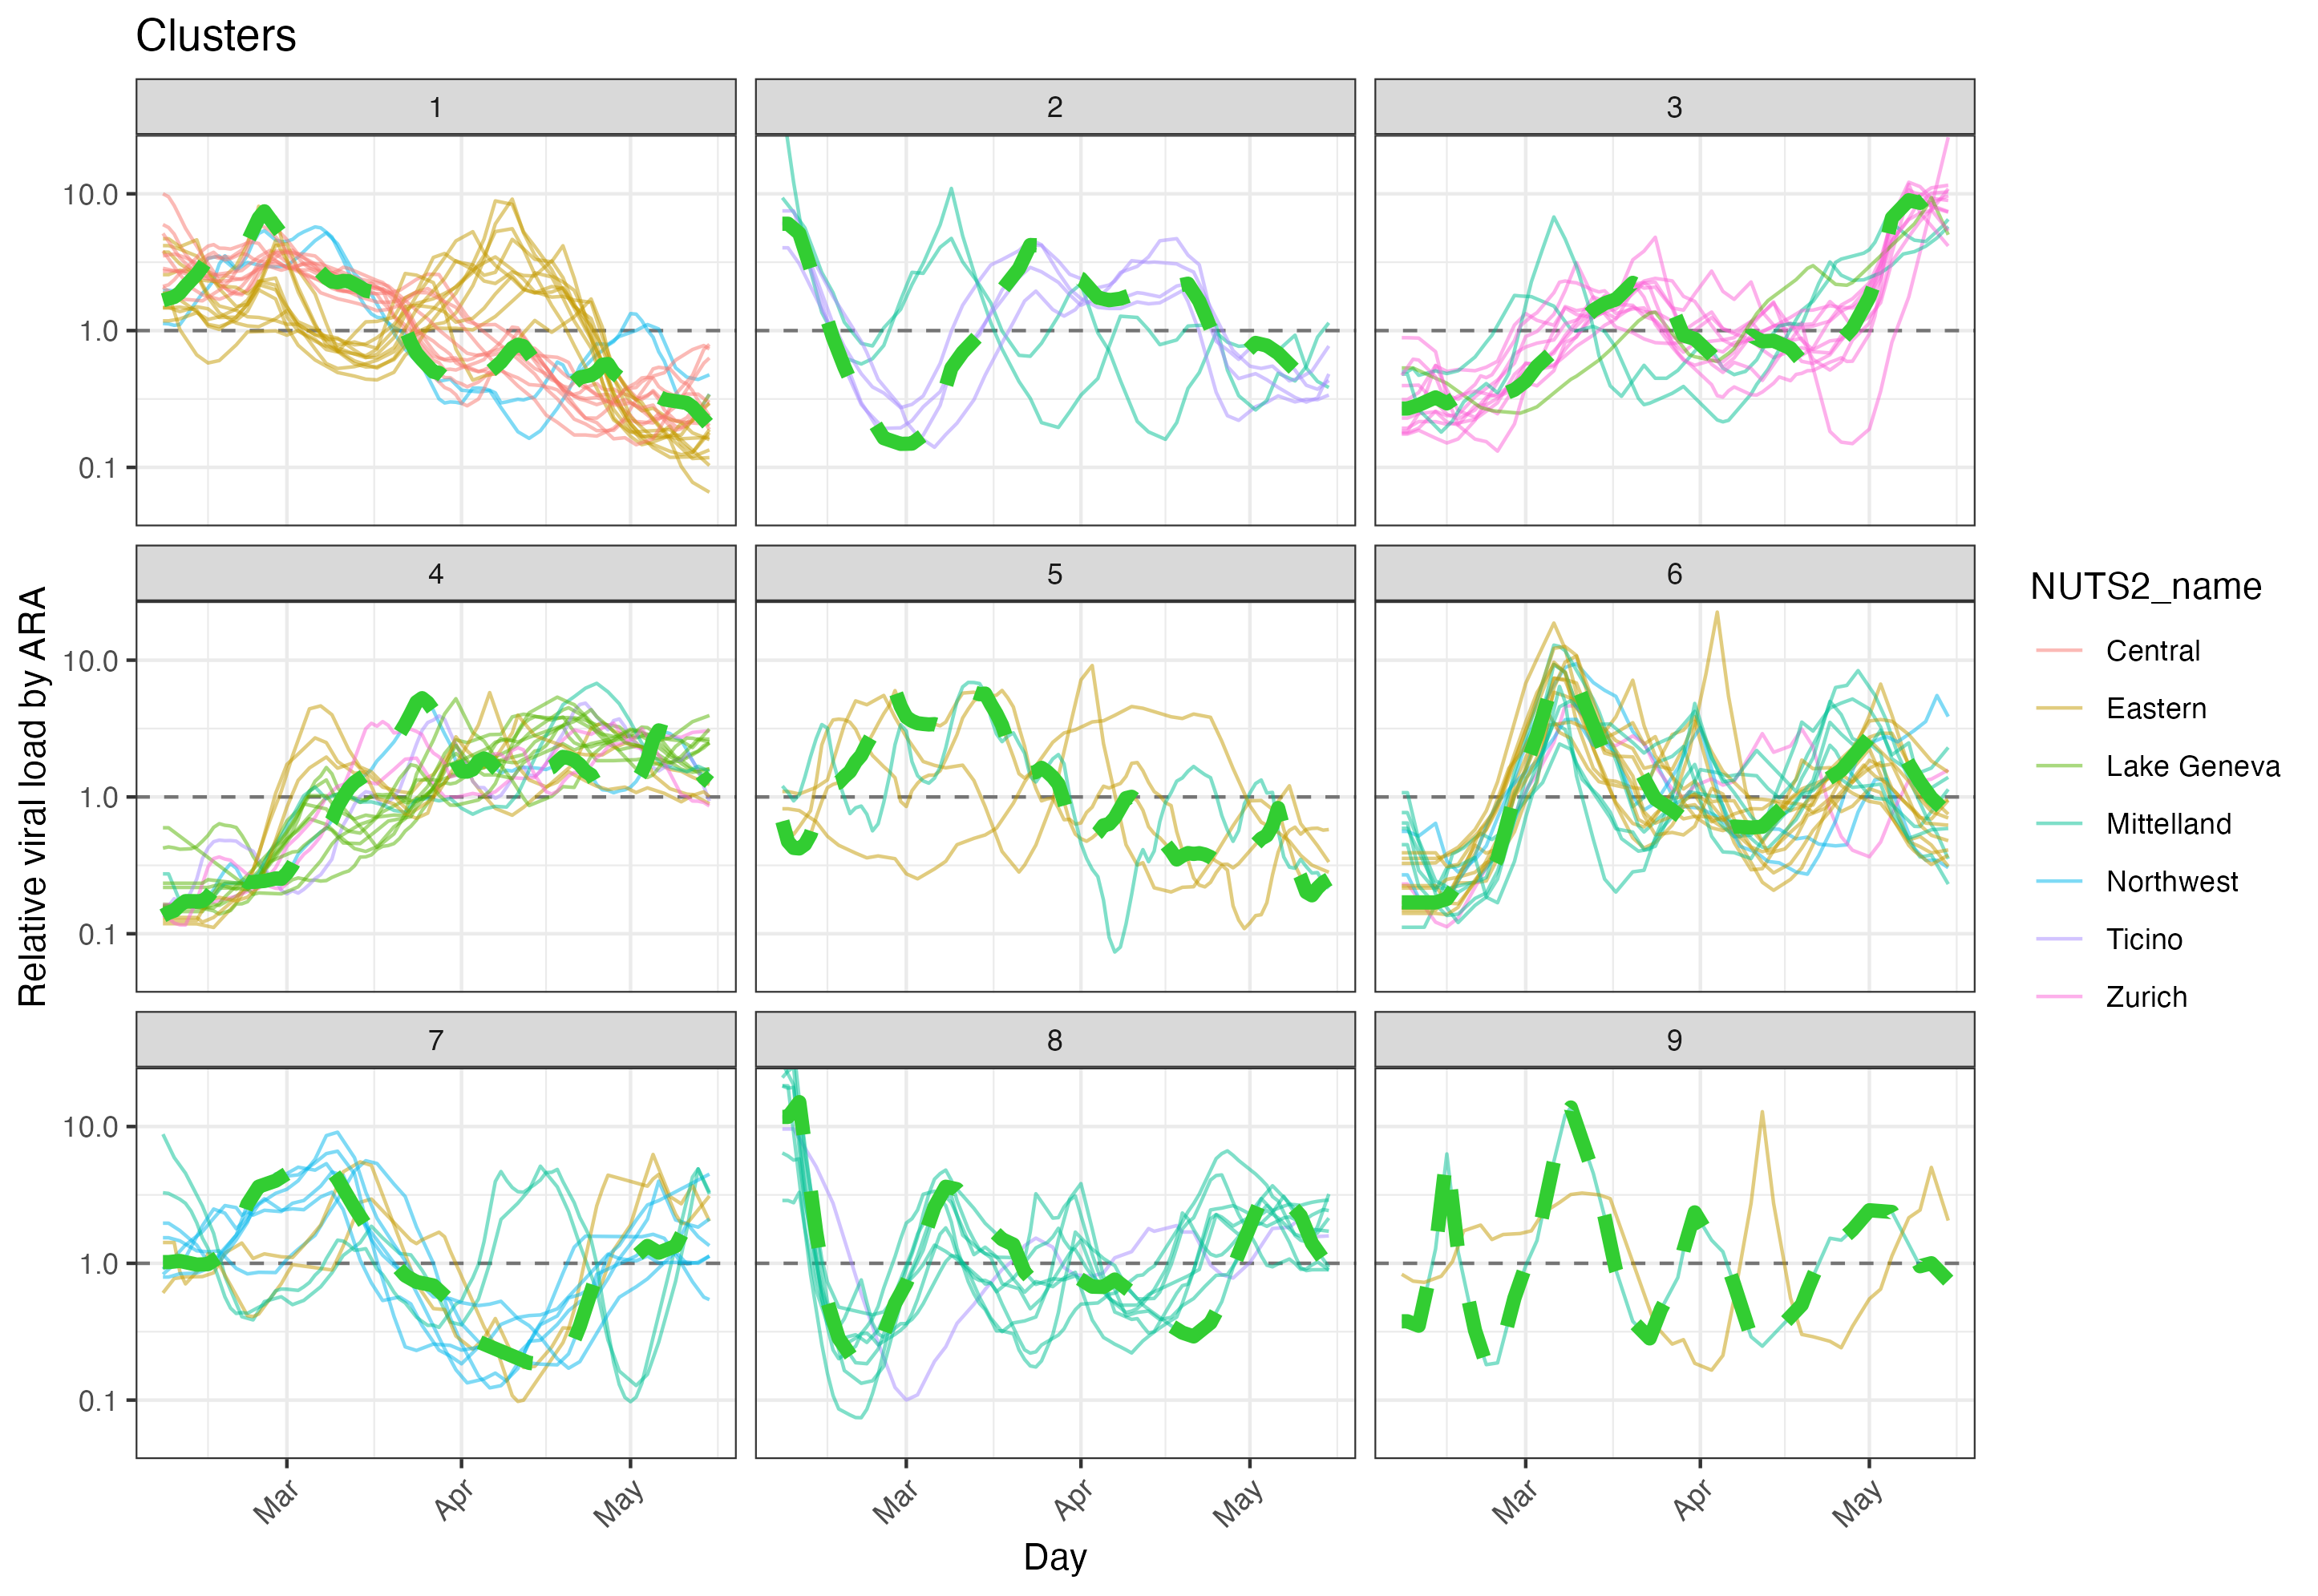 Clusters
1
2
3
10.0
1.0
0.1
4
5
6
10.0
1.0
0.1
7
8
9
10.0
1.0
0.1
Mar
Apr
May
Mar
Apr
May
Mar
Apr
May
Day
Relative viral load by ARA
NUTS2_name
Central
Eastern
Lake Geneva
Mittelland
Northwest
Ticino
Zurich